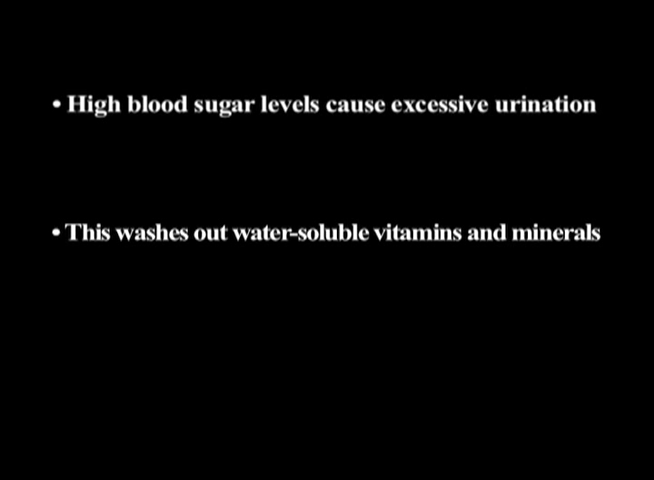 • High blood sugar levels cause excessive urination
• This washes out water-soluble vitamins and minerals